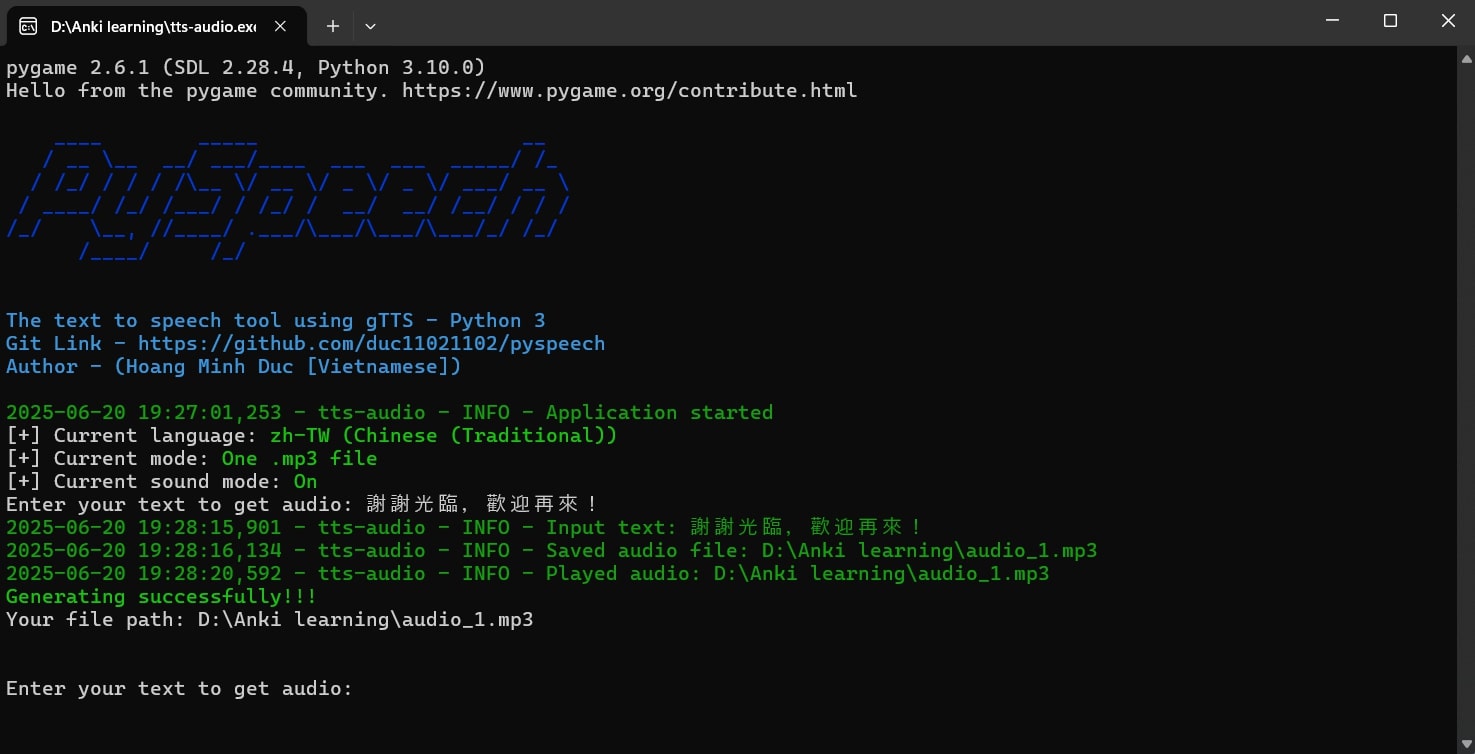 D:\Anki learning\tts-audio.exe
pygame 2.6.1 (SDL 2.28.4, Python 3.10.0)
Hello from the pygame community. https://www.pygame.org/contribute.html
PySpeech
The text to speech tool using gTTS - Python 3
Git Link - https://github.com/duc11021102/pyspeech
Author - (Hoang Minh Duc [Vietnamese])
2025-06-20 19:27:01,253 - tts-audio - INFO - Application started
[+] Current language: zh-TW (Chinese (Traditional))
[+] Current mode: One .mp3 file
[+] Current sound mode: On
Enter your text to get audio: 謝謝光臨, 歡迎再來！
2025-06-20 19:28:15,901 - tts-audio - INFO - Input text: 謝謝光臨, 歡迎再來！
2025-06-20 19:28:16,134 - tts-audio - INFO - Saved audio file: D:\Anki learning\audio_1.mp3
2025-06-20 19:28:20,592 - tts-audio - INFO - Played audio: D:\Anki learning\audio_1.mp3
Generating successfully!!!
Your file path: D:\Anki learning\audio_1.mp3
Enter your text to get audio: